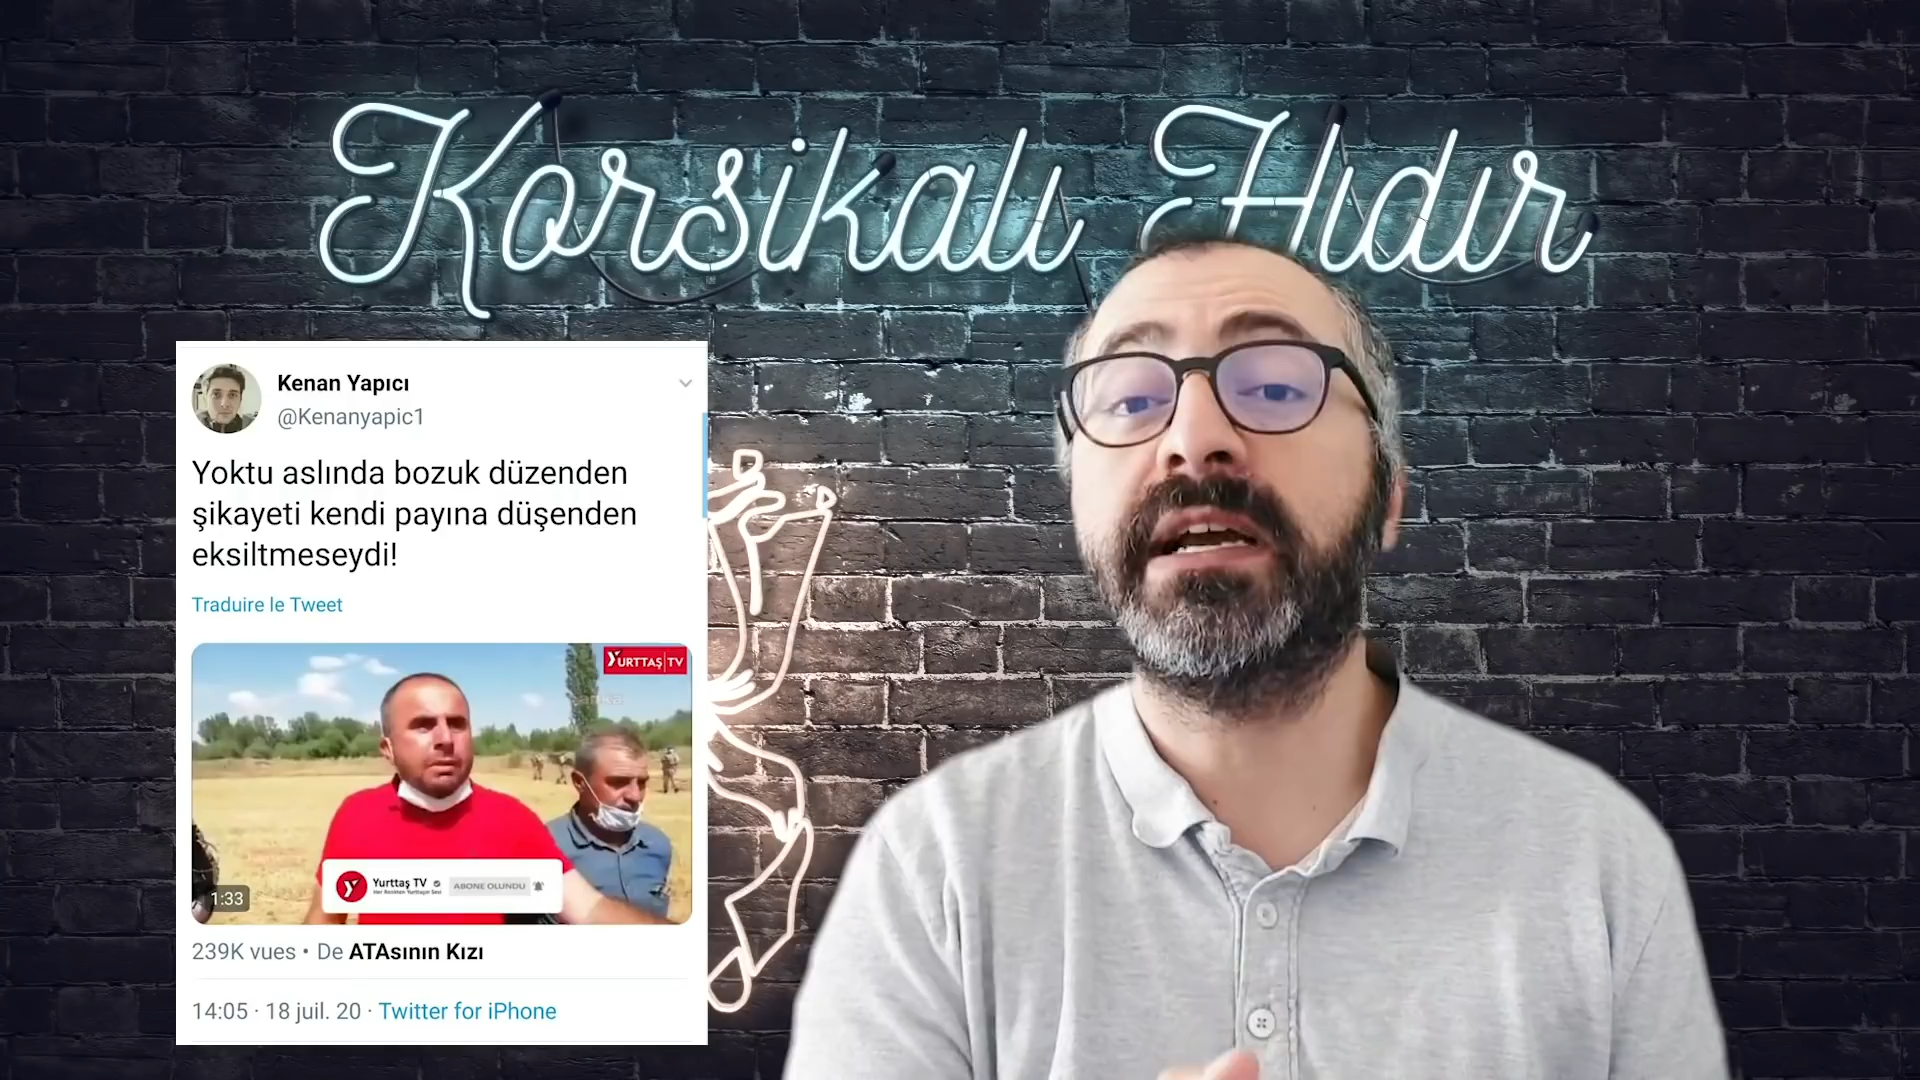 Korsikalı Hıdır
Kenan Yapıcı
@Kenanyapic1
Yoktu aslında bozuk düzenden
şikayeti kendi payına düşenden
eksiltmeseydi!
Traduire le Tweet
YURTTAŞ TV
Yurttaş TV
ABONE OLUNDU
1:33
239K vues • De ATAsının Kızı
14:05 · 18 juil. 20 · Twitter for iPhone